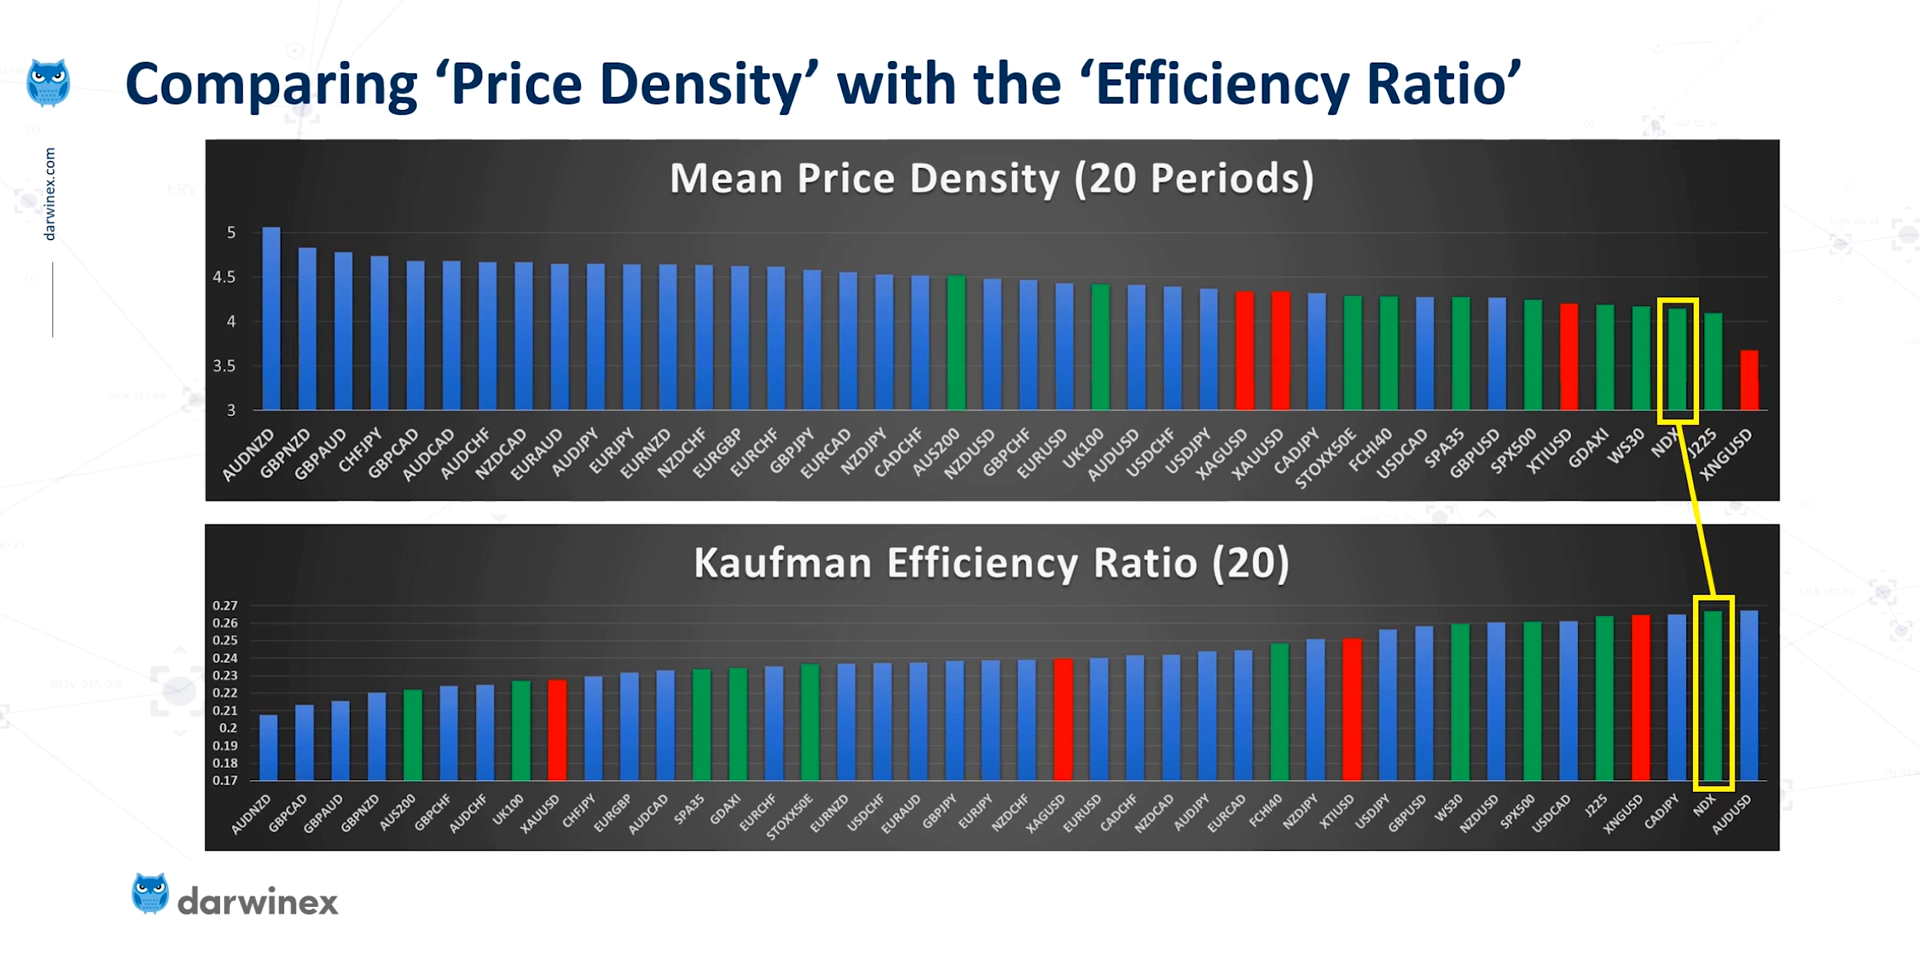 Comparing ‘Price Density’ with the ‘Efficiency Ratio’
darwinex.com
Mean Price Density (20 Periods)
5
4.5
4
3.5
3
AUDNZD GBPNZD GBPAUD CHFJPY GBPCAD AUDCAD AUDCHF NZDCAD EURAUD AUDJPY EURJPY EURNZD NZDCHF EURGBP EURCHF GBPJPY EURCAD NZDJPY CADCHF AUS200 NZDUSD GBPCHF EURUSD UK100 AUDUSD USDCHF USDJPY XAGUSD XAUUSD CADJPY STOXX50E FCHI40 USDCAD SPA35 GBPUSD SPX500 XTIUSD GDAXI WS30 NDX J225 XNGUSD
Kaufman Efficiency Ratio (20)
0.27
0.26
0.25
0.24
0.23
0.22
0.21
0.2
0.19
0.18
0.17
AUDNZD GBPCAD GBPAUD GBPNZD AUS200 GBPCHF AUDCHF UK100 XAUUSD CHFJPY EURGBP AUDCAD SPA35 GDAXI EURCHF STOXX50E EURNZD USDCHF EURAUD GBPJPY EURJPY NZDCHF XAGUSD EURUSD CADCHF NZDCAD AUDJPY EURCAD FCHI40 NZDJPY XTIUSD USDJPY GBPUSD WS30 NZDUSD SPX500 USDCAD J225 XNGUSD CADJPY NDX AUDUSD
darwinex